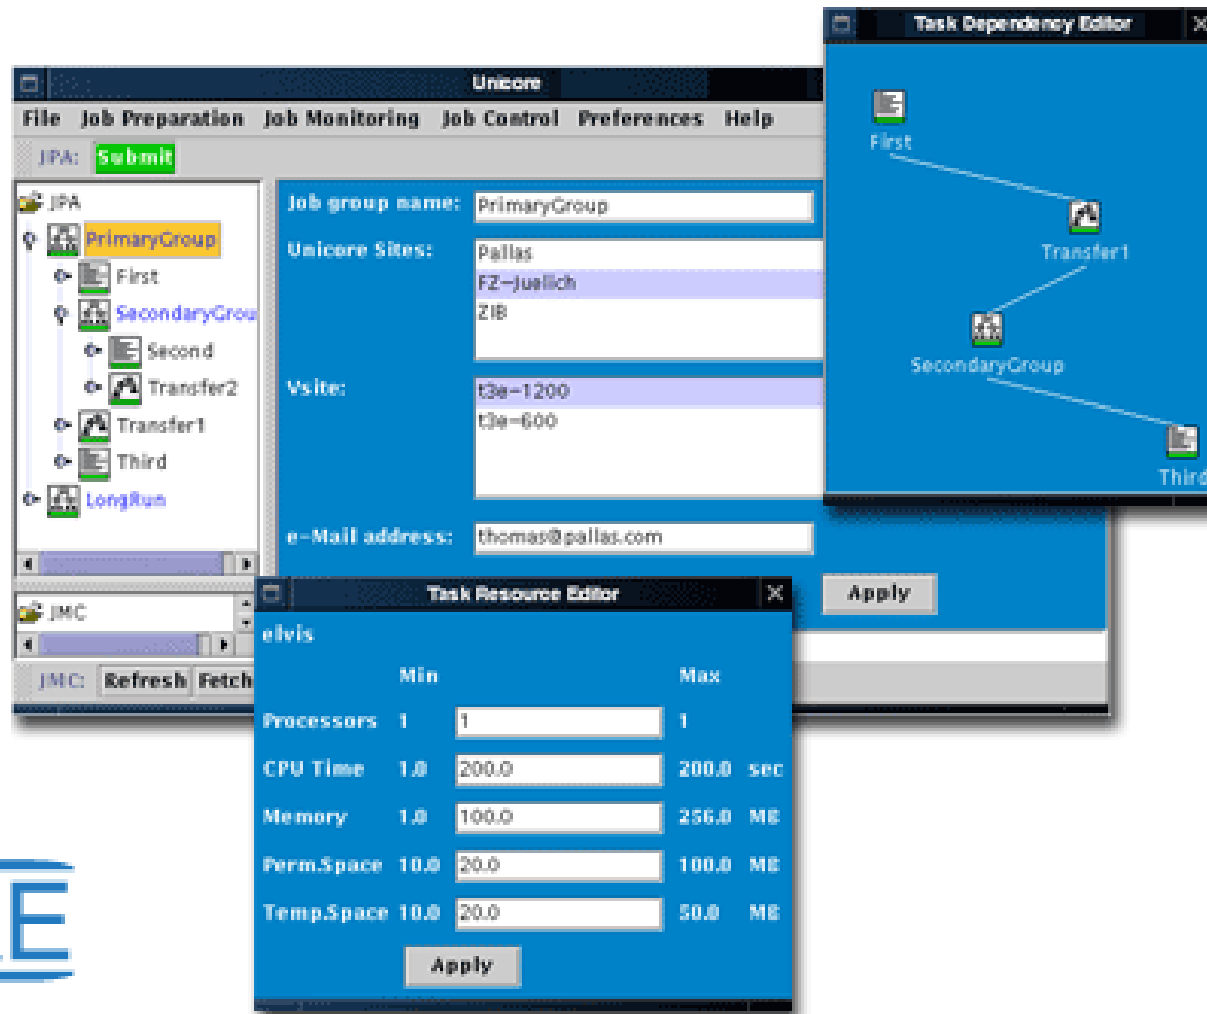 Task Dependency Editor
First
Transfer1
SecondaryGroup
Third
Unicore
File Job Preparation Job Monitoring Job Control Preferences Help
JPA: Submit
JPA
PrimaryGroup
First
SecondaryGrou
Second
Transfer2
Transfer1
Third
LongRun
Job group name: PrimaryGroup
Unicore Sites: Pallas
FZ-Juelich
ZIB
Vsite: t3e-1200
t3e-600
e-Mail address: thomas@pallas.com
Apply
JMC
JMC: Refresh Fetch
Task Resource Editor
elvis
Min Max
Processors 1 1 1
CPU Time 1.0 200.0 200.0 sec
Memory 1.0 100.0 256.0 MB
Perm.Space 10.0 20.0 100.0 MB
Temp.Space 10.0 20.0 50.0 MB
Apply
E